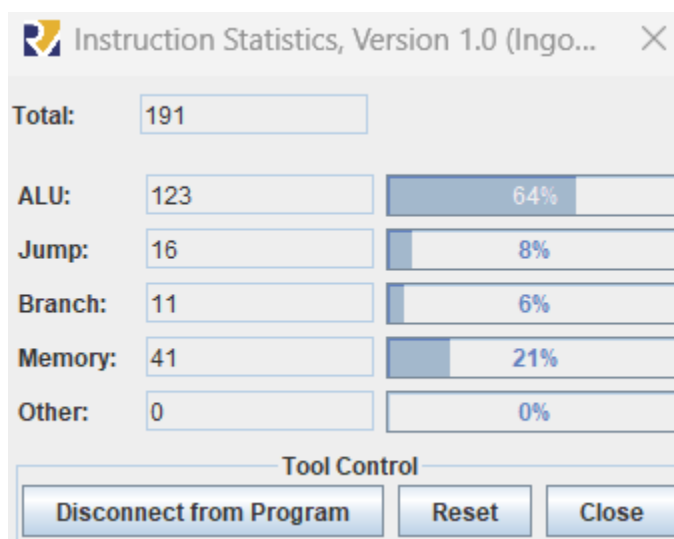 Instruction Statistics, Version 1.0 (Ingo...
Total: 191
ALU: 123 64%
Jump: 16 8%
Branch: 11 6%
Memory: 41 21%
Other: 0 0%
Tool Control
Disconnect from Program Reset Close